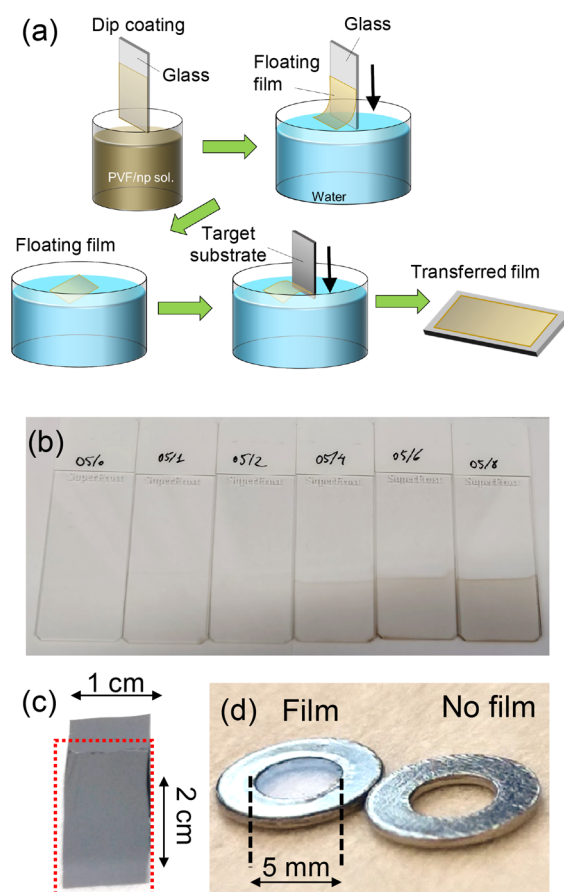 (a)
Dip coating
Glass
PVF/np sol.
Glass
Floating
film
Water
Floating film
Target
substrate
Transferred film
(b)
05/0
05/1
05/2
05/4
05/6
05/8
SuperFrost
SuperFrost
SuperFrost
SuperFrost
SuperFrost
SuperFrost
(c)
1 cm
2 cm
(d)
Film
No film
5 mm